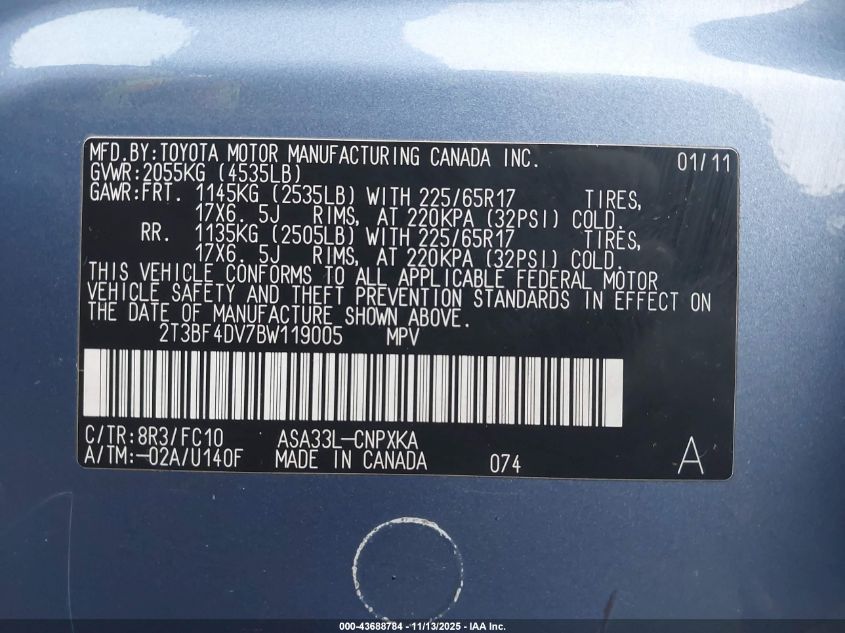 MFD.BY:TOYOTA MOTOR MANUFACTURING CANADA INC. 01/11
GVWR:2055KG (4535LB)
GAWR:FRT. 1145KG (2535LB) WITH 225/65R17 TIRES,
17X6. 5J RIMS, AT 220KPA (32PSI) COLD.
RR. 1135KG (2505LB) WITH 225/65R17 TIRES,
17X6. 5J RIMS, AT 220KPA (32PSI) COLD.
THIS VEHICLE CONFORMS TO ALL APPLICABLE FEDERAL MOTOR
VEHICLE SAFETY AND THEFT PREVENTION STANDARDS IN EFFECT ON
THE DATE OF MANUFACTURE SHOWN ABOVE.
2T3BF4DV7BW119005 MPV
C/TR:8R3/FC10 ASA33L-CNPXKA
A/TM:-02A/U140F MADE IN CANADA 074 A
000-43688784 - 11/13/2025 - IAA Inc.